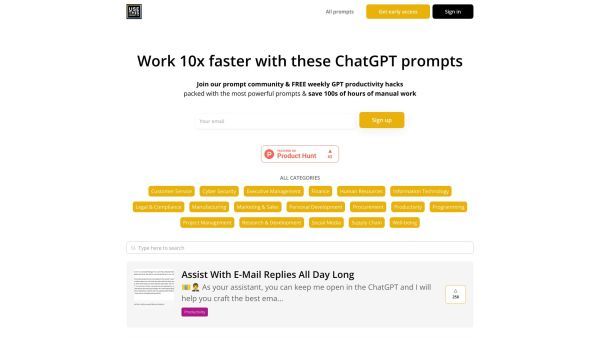 USE
THIS
All prompts
Get early access
Sign in
Work 10x faster with these ChatGPT prompts
Join our prompt community & FREE weekly GPT productivity hacks
packed with the most powerful prompts & save 100s of hours of manual work
Your email
Sign up
Product Hunt
ALL CATEGORIES
Customer Service Cyber Security Executive Management Finance Human Resources Information Technology
Legal & Compliance Manufacturing Marketing & Sales Personal Development Procurement Productivity Programming
Project Management Research & Development Social Media Supply Chain Well-being
Type here to search
Assist With E-Mail Replies All Day Long
As your assistant, you can keep me open in the ChatGPT and I will
help you craft the best ema...
258
Productivity